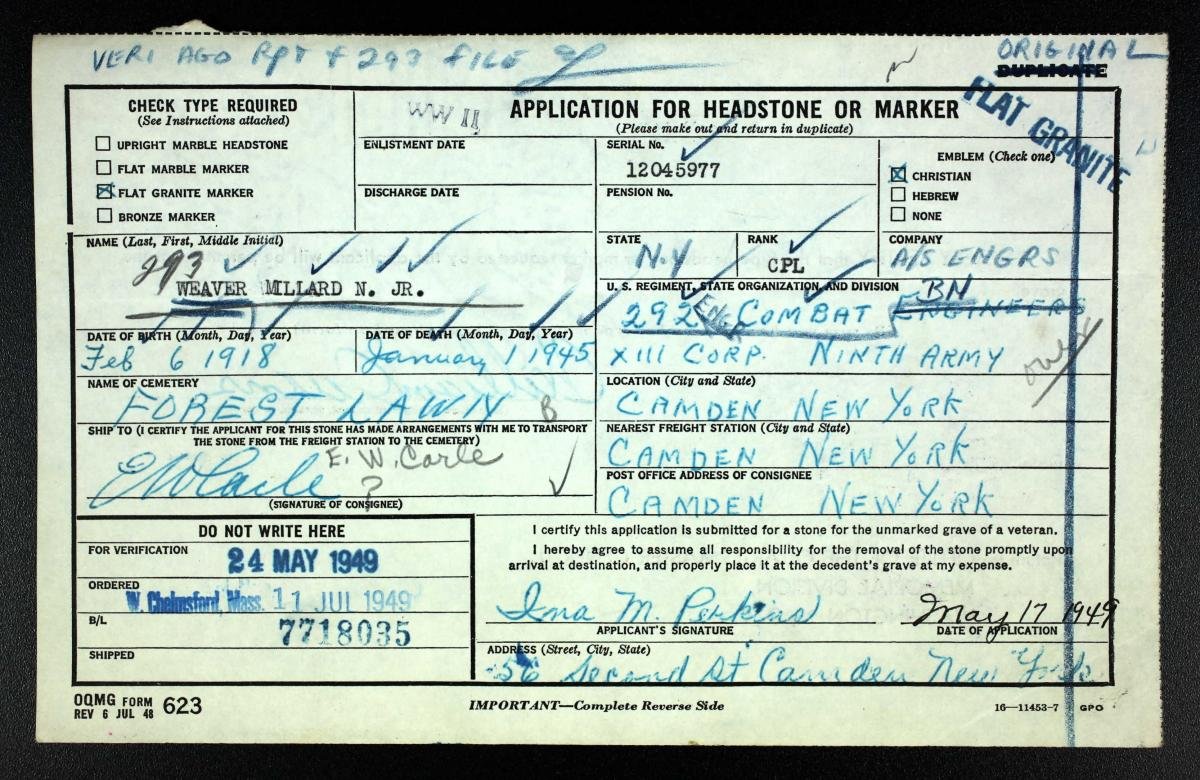 VERI AGO Rpt & 293 FILE
ORIGINAL
DUPLICATE
FLAT GRANITE
CHECK TYPE REQUIRED
(See Instructions attached)
UPRIGHT MARBLE HEADSTONE
FLAT MARBLE MARKER
FLAT GRANITE MARKER
BRONZE MARKER
WW II
APPLICATION FOR HEADSTONE OR MARKER
(Please make out and return in duplicate)
ENLISTMENT DATE
DISCHARGE DATE
SERIAL No.
12045977
PENSION No.
EMBLEM (Check one)
CHRISTIAN
HEBREW
NONE
NAME (Last, First, Middle Initial)
293
WEAVER MILLARD N. JR.
STATE
N.Y
RANK
CPL
COMPANY
A/S ENGRS
U. S. REGIMENT, STATE ORGANIZATION, AND DIVISION
BN
292 Engr COMBAT ENGINEERS
XIII CORP. NINTH ARMY
over
DATE OF BIRTH (Month, Day, Year)
Feb 6 1918
DATE OF DEATH (Month, Day, Year)
January 1 1945
NAME OF CEMETERY
FOREST LAWN B
LOCATION (City and State)
CAMDEN NEW YORK
SHIP TO (I CERTIFY THE APPLICANT FOR THIS STONE HAS MADE ARRANGEMENTS WITH ME TO TRANSPORT
THE STONE FROM THE FREIGHT STATION TO THE CEMETERY)
E. W. Carle
EW Carle ?
(SIGNATURE OF CONSIGNEE)
NEAREST FREIGHT STATION (City and State)
CAMDEN NEW YORK
POST OFFICE ADDRESS OF CONSIGNEE
CAMDEN NEW YORK
DO NOT WRITE HERE
FOR VERIFICATION
24 MAY 1949
ORDERED
W. Chelmsford, Mass. 11 JUL 1949
B/L
7718035
SHIPPED
I certify this application is submitted for a stone for the unmarked grave of a veteran.
I hereby agree to assume all responsibility for the removal of the stone promptly upon
arrival at destination, and properly place it at the decedent's grave at my expense.
Ina M. Perkins May 17 1949
APPLICANT'S SIGNATURE
DATE OF APPLICATION
ADDRESS (Street, City, State)
56 Second St Camden New York
OQMG FORM 623
REV 6 JUL 48
IMPORTANT—Complete Reverse Side
16—11453-7 GPO